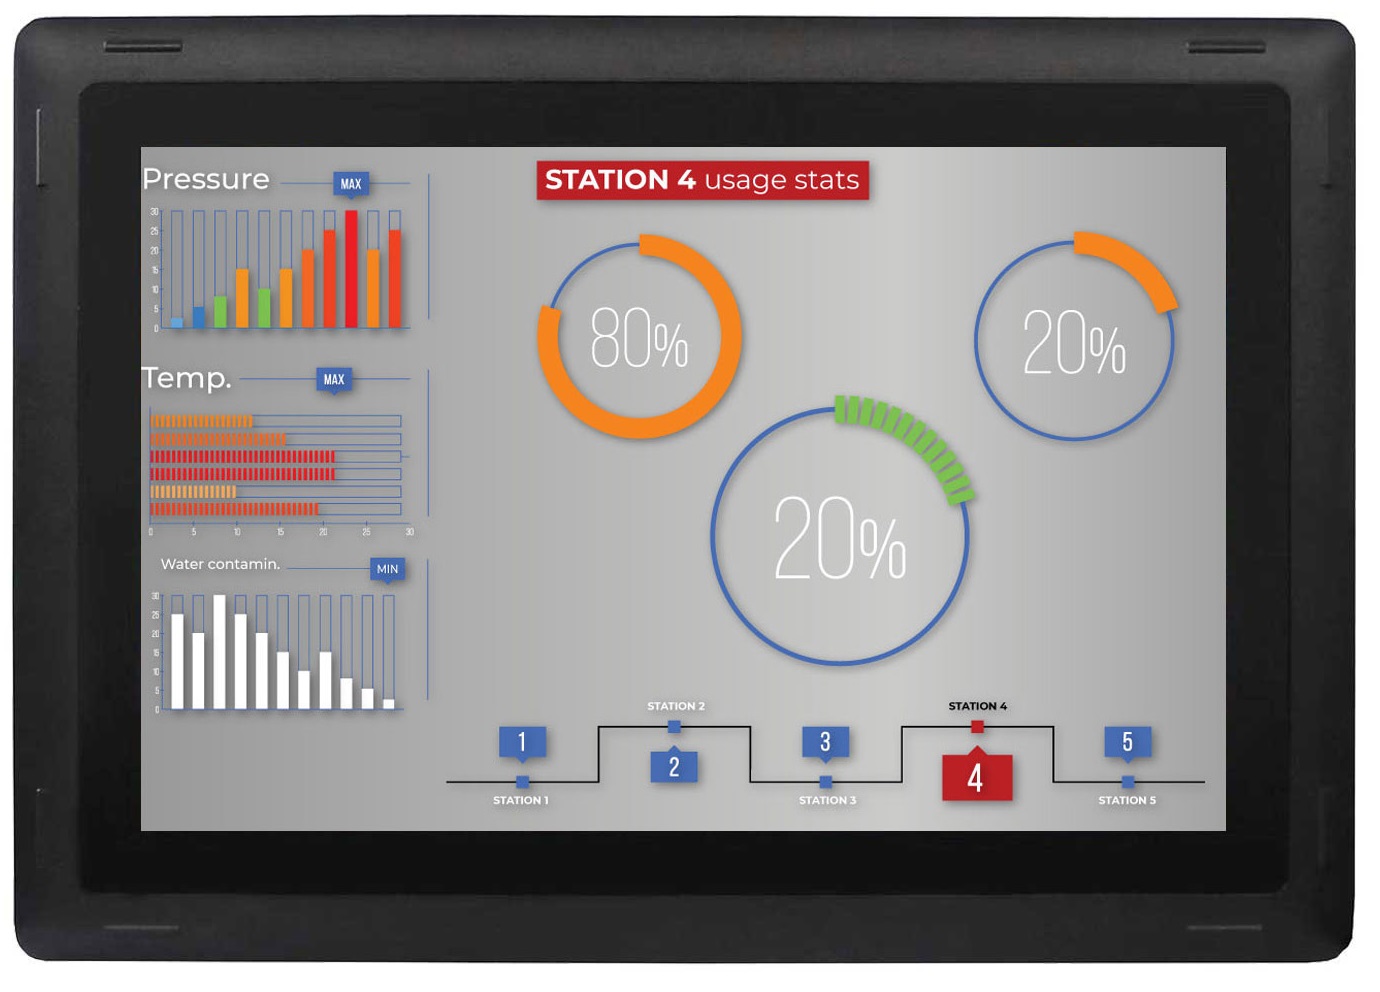 Pressure
MAX
30
25
20
15
10
5
0
Temp.
MAX
0 5 10 15 20 25 30
Water contamin.
MIN
30
25
20
15
10
5
0
STATION 4 usage stats
80%
20%
20%
STATION 2
STATION 4
1
3
5
2
4
STATION 1
STATION 3
STATION 5